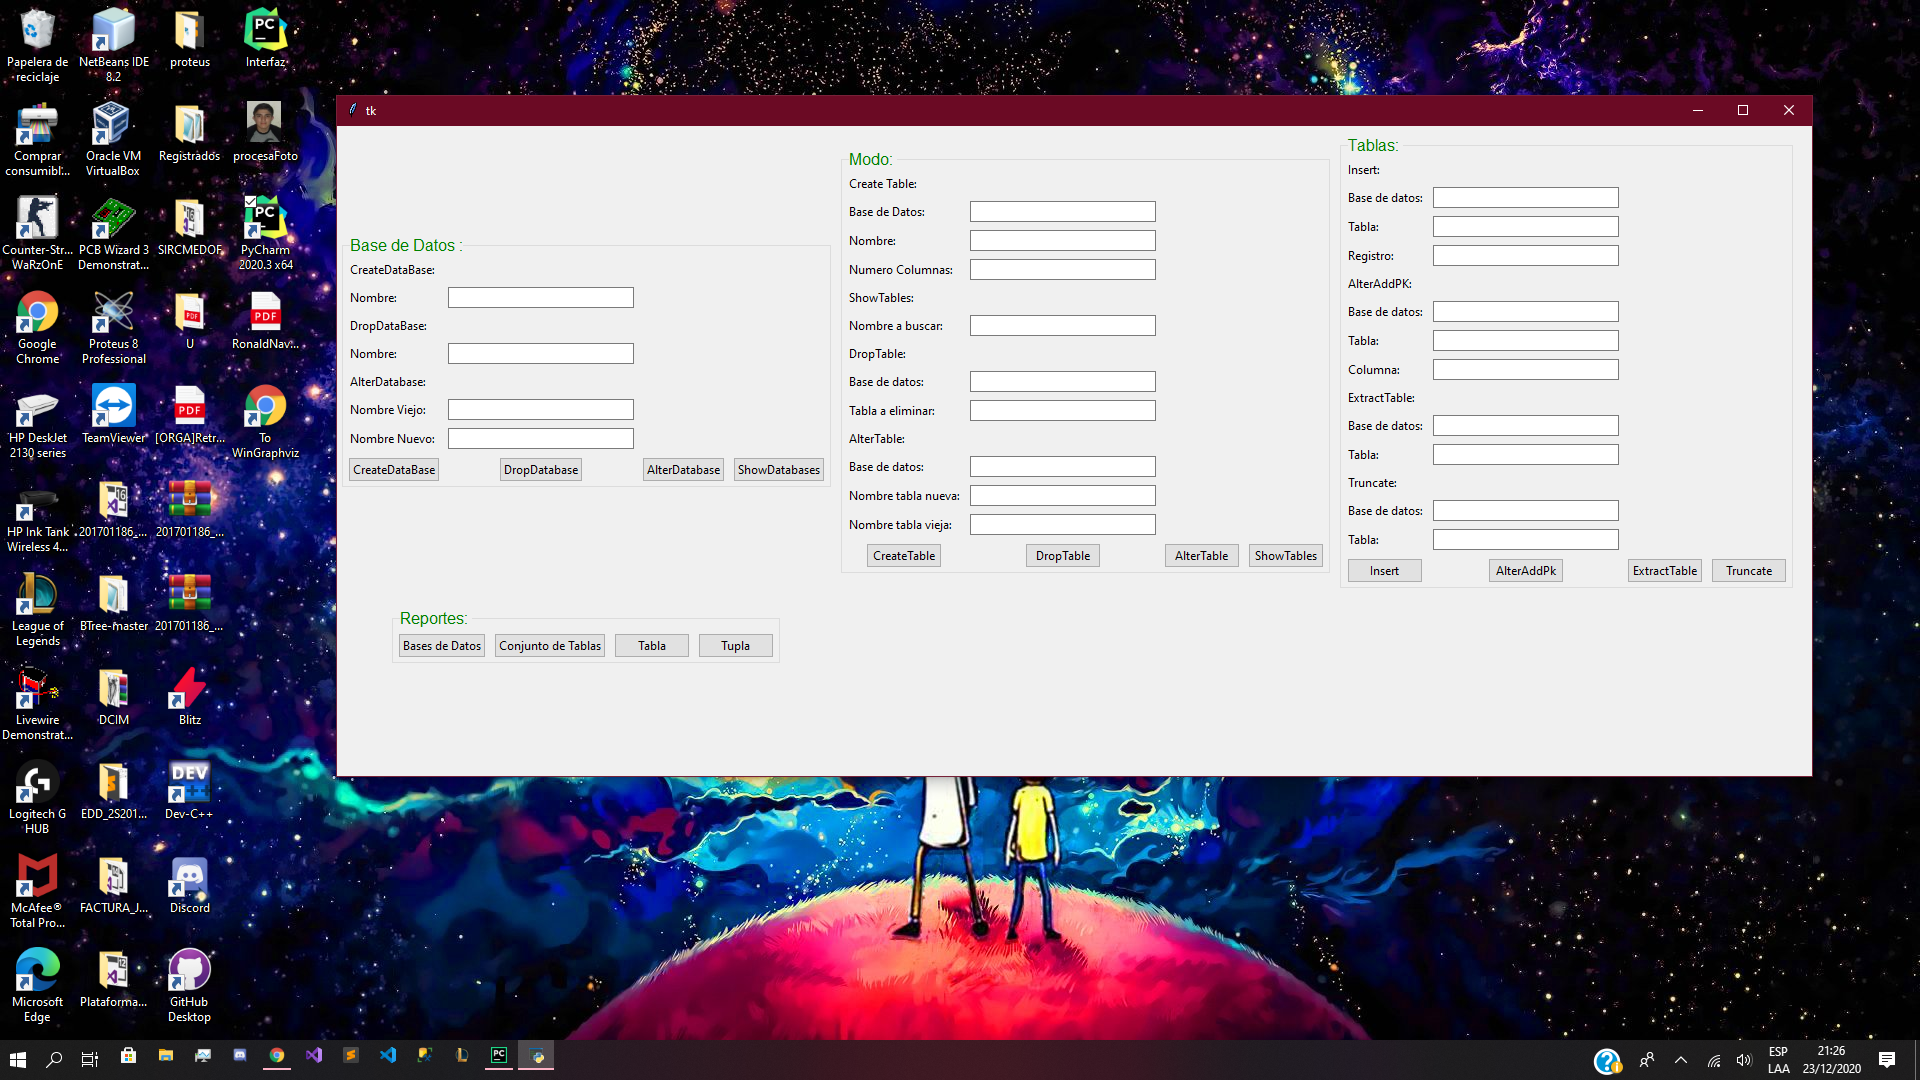 Papelera de
reciclaje
NetBeans IDE
8.2
proteus
Interfaz
Comprar
consumibl...
Oracle VM
VirtualBox
Registrados
procesaFoto
Counter-Str...
WaRzOnE
PCB Wizard 3
Demonstrat...
SIRCMEDOF...
PyCharm
2020.3 x64
Google
Chrome
Proteus 8
Professional
U
RonaldNav...
HP DeskJet
2130 series
TeamViewer
[ORGA]Retr...
To
WinGraphviz
HP Ink Tank
Wireless 4...
201701186_...
201701186_...
League of
Legends
BTree-master
201701186_...
Livewire
Demonstrat...
DCIM
Blitz
Logitech G
HUB
EDD_2S201...
Dev-C++
McAfee®
Total Pro...
FACTURA_J...
Discord
Microsoft
Edge
Plataforma...
GitHub
Desktop
tk
Base de Datos :
CreateDataBase:
Nombre:
DropDataBase:
Nombre:
AlterDatabase:
Nombre Viejo:
Nombre Nuevo:
CreateDataBase DropDatabase AlterDatabase ShowDatabases
Modo:
Create Table:
Base de Datos:
Nombre:
Numero Columnas:
ShowTables:
Nombre a buscar:
DropTable:
Base de datos:
Tabla a eliminar:
AlterTable:
Base de datos:
Nombre tabla nueva:
Nombre tabla vieja:
CreateTable DropTable AlterTable ShowTables
Tablas:
Insert:
Base de datos:
Tabla:
Registro:
AlterAddPK:
Base de datos:
Tabla:
Columna:
ExtractTable:
Base de datos:
Tabla:
Truncate:
Base de datos:
Tabla:
Insert AlterAddPk ExtractTable Truncate
Reportes:
Bases de Datos Conjunto de Tablas Tabla Tupla
ESP
LAA
21:26
23/12/2020